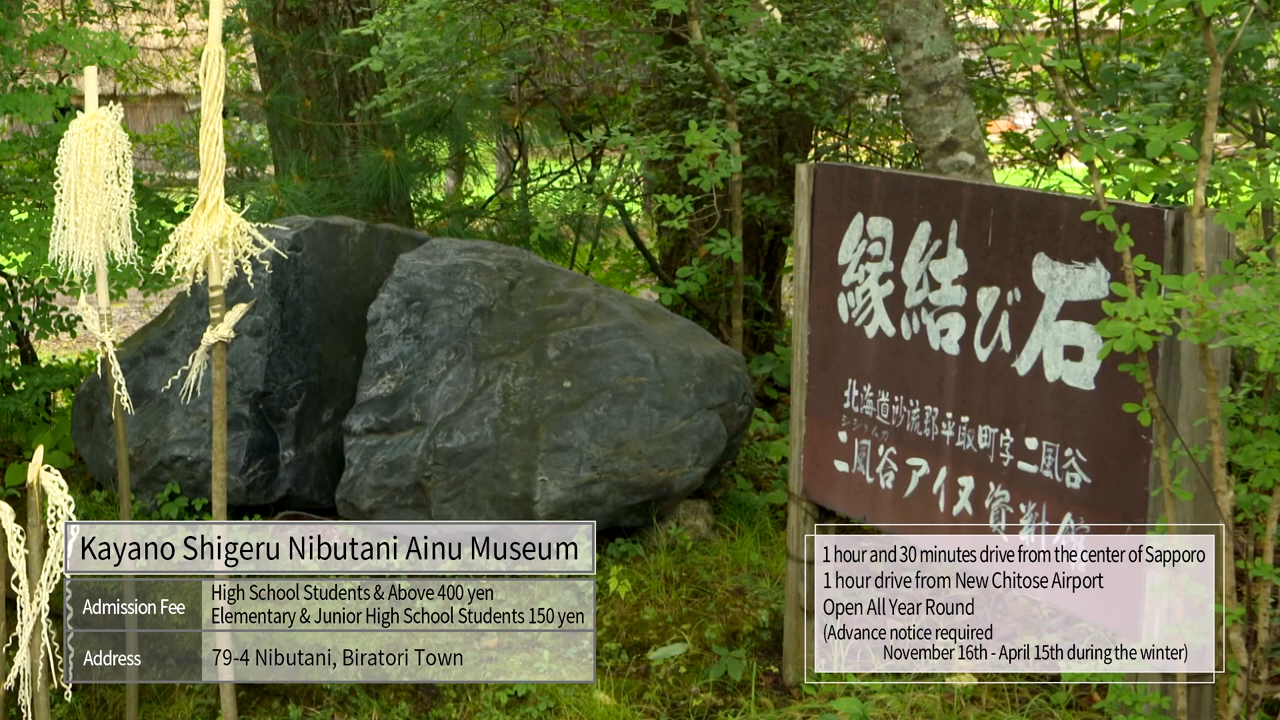 縁結び石
北海道沙流郡平取町字二風谷
シシャムカ
二風谷アイヌ資料館
Kayano Shigeru Nibutani Ainu Museum
Admission Fee
High School Students & Above 400 yen
Elementary & Junior High School Students 150 yen
Address
79-4 Nibutani, Biratori Town
1 hour and 30 minutes drive from the center of Sapporo
1 hour drive from New Chitose Airport
Open All Year Round
(Advance notice required
November 16th - April 15th during the winter)